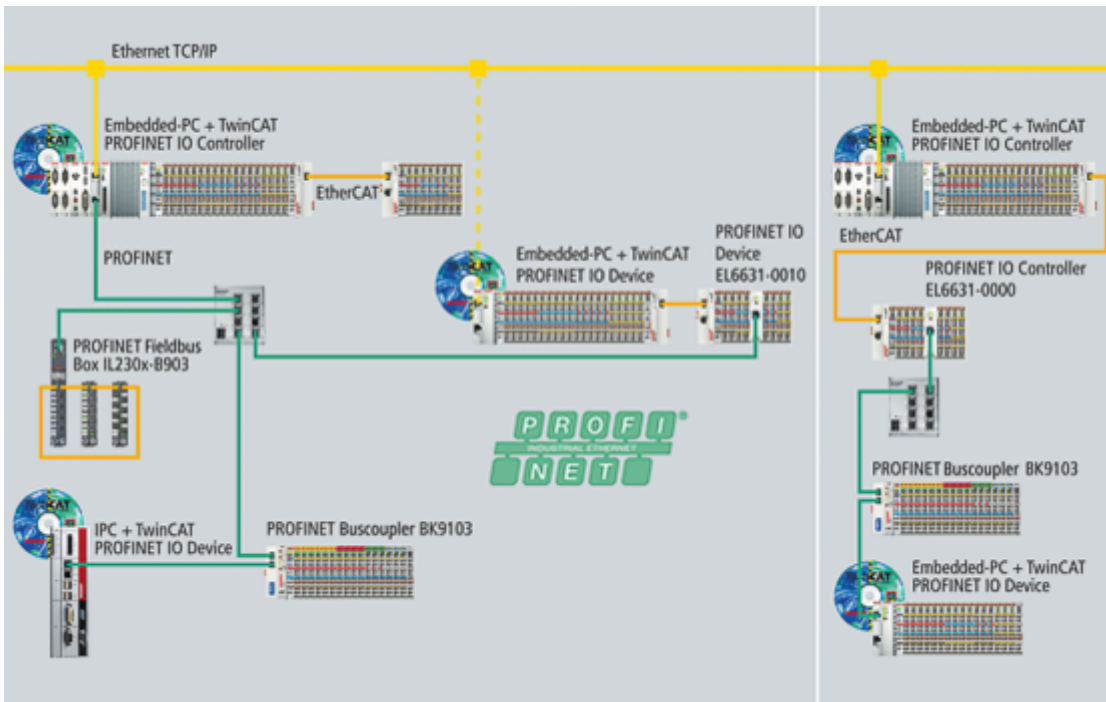 Ethernet TCP/IP
Embedded-PC + TwinCAT
PROFINET IO Controller
EtherCAT
PROFINET
Embedded-PC + TwinCAT
PROFINET IO Device
PROFINET IO
Device
EL6631-0010
PROFINET Fieldbus
Box IL230x-B903
PROFI®
INDUSTRIAL ETHERNET
NET
IPC + TwinCAT
PROFINET IO Device
PROFINET Buscoupler BK9103
Embedded-PC + TwinCAT
PROFINET IO Controller
EtherCAT
PROFINET IO Controller
EL6631-0000
PROFINET Buscoupler BK9103
Embedded-PC + TwinCAT
PROFINET IO Device